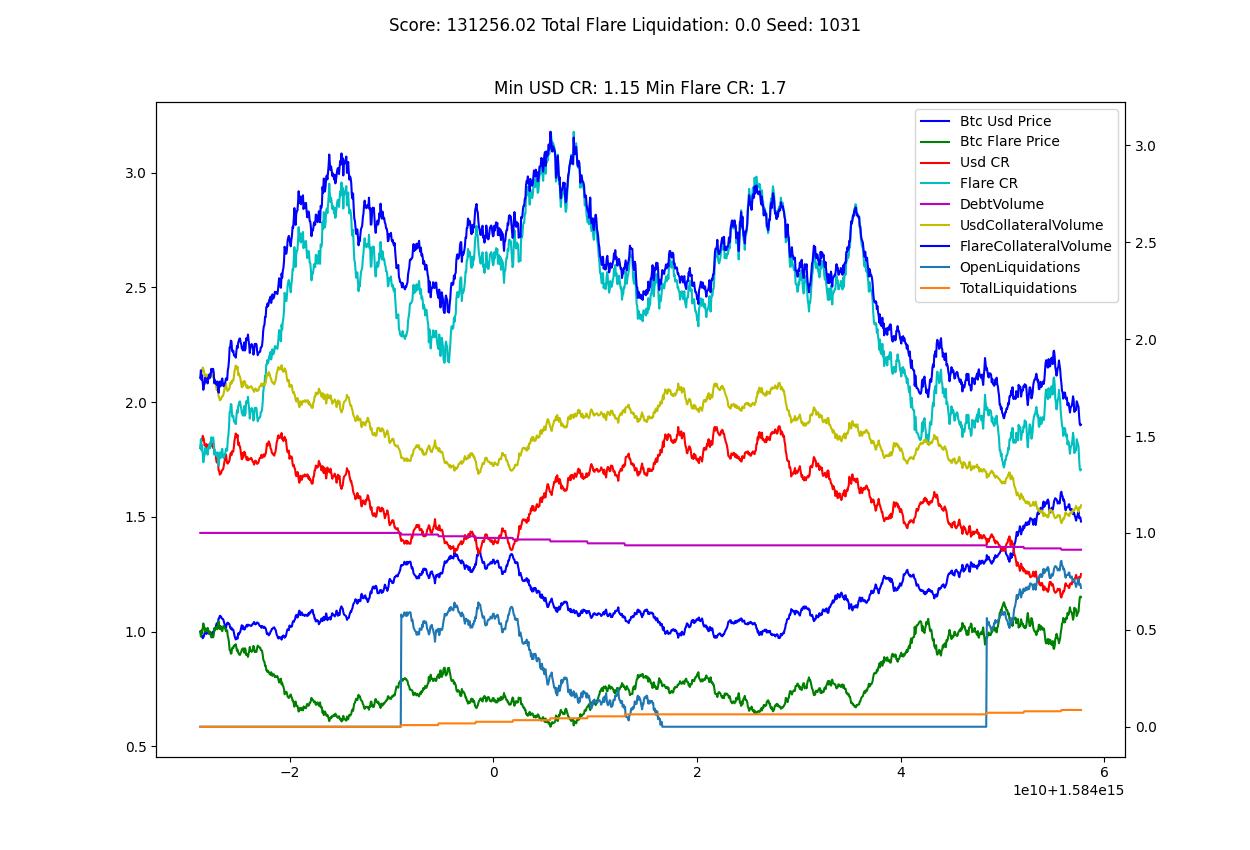 Score: 131256.02 Total Flare Liquidation: 0.0 Seed: 1031
Min USD CR: 1.15 Min Flare CR: 1.7
Btc Usd Price
Btc Flare Price
Usd CR
Flare CR
DebtVolume
UsdCollateralVolume
FlareCollateralVolume
OpenLiquidations
TotalLiquidations
3.0
2.5
2.0
1.5
1.0
0.5
3.0
2.5
2.0
1.5
1.0
0.5
0.0
−2 0 2 4 6
1e10+1.584e15